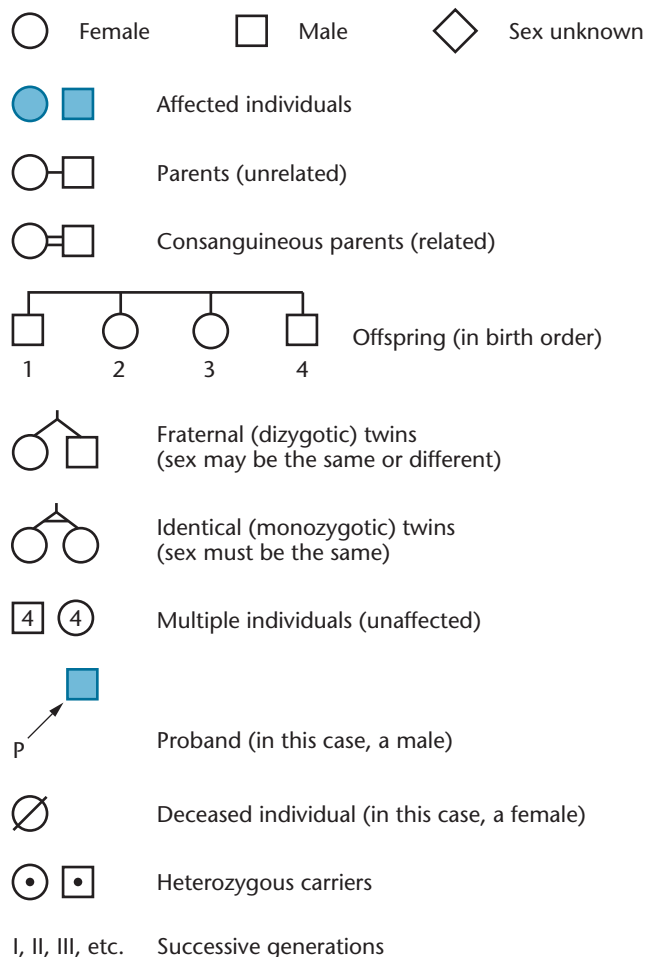 Female Male Sex unknown
Affected individuals
Parents (unrelated)
Consanguineous parents (related)
Offspring (in birth order)
1 2 3 4
Fraternal (dizygotic) twins
(sex may be the same or different)
Identical (monozygotic) twins
(sex must be the same)
4 4 Multiple individuals (unaffected)
P Proband (in this case, a male)
Deceased individual (in this case, a female)
Heterozygous carriers
I, II, III, etc. Successive generations